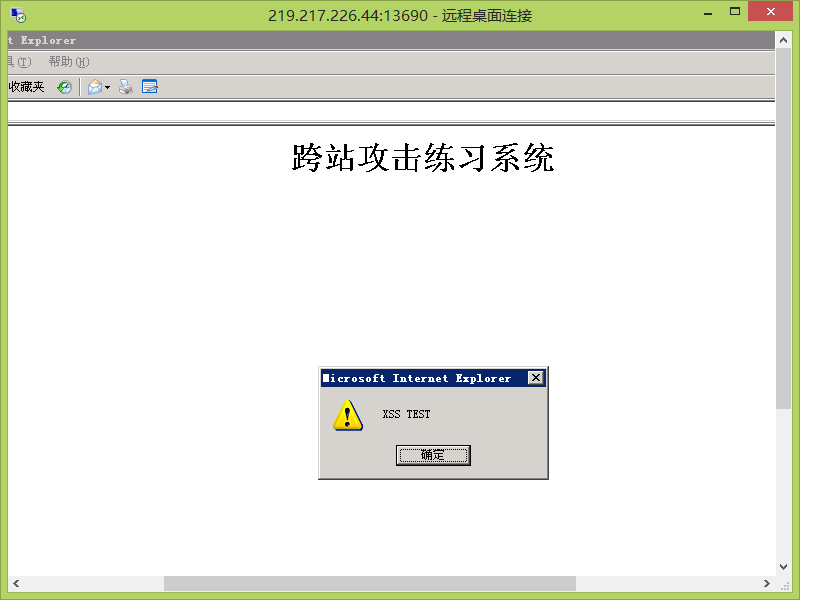 219.217.226.44:13690 - 远程桌面连接
t Explorer
具(T) 帮助(H)
收藏夹
跨站攻击练习系统
Microsoft Internet Explorer
XSS TEST
确定